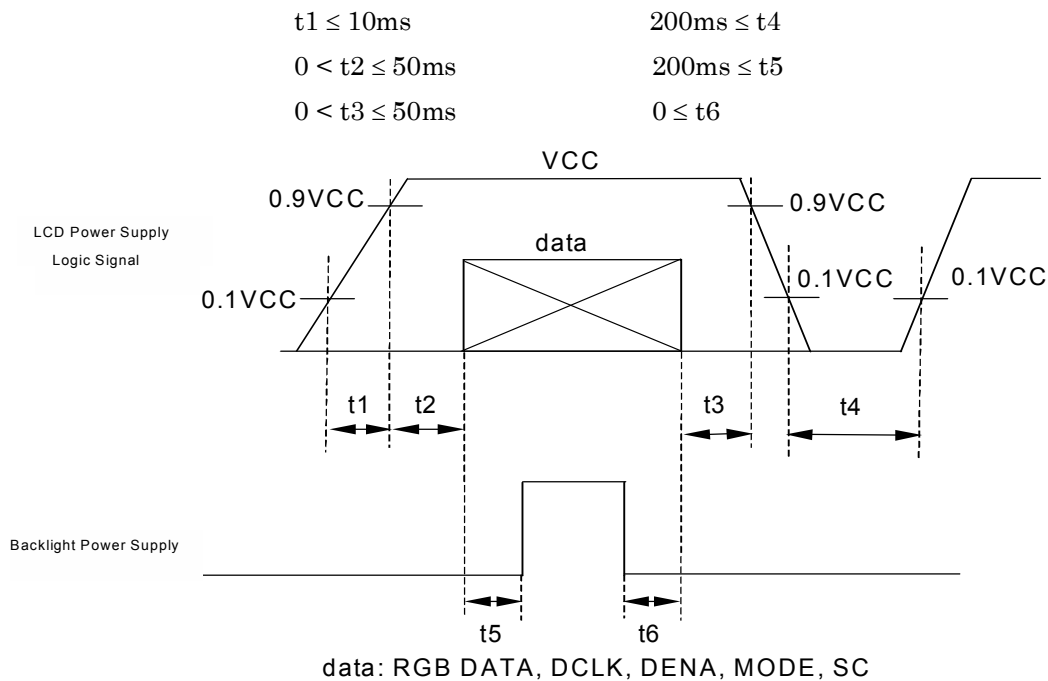 t1 ≤ 10ms 200ms ≤ t4
0 < t2 ≤ 50ms 200ms ≤ t5
0 < t3 ≤ 50ms 0 ≤ t6
VCC
0.9VCC 0.9VCC
LCD Power Supply
Logic Signal
data
0.1VCC 0.1VCC 0.1VCC
t1 t2 t3 t4
Backlight Power Supply
t5 t6
data: RGB DATA, DCLK, DENA, MODE, SC